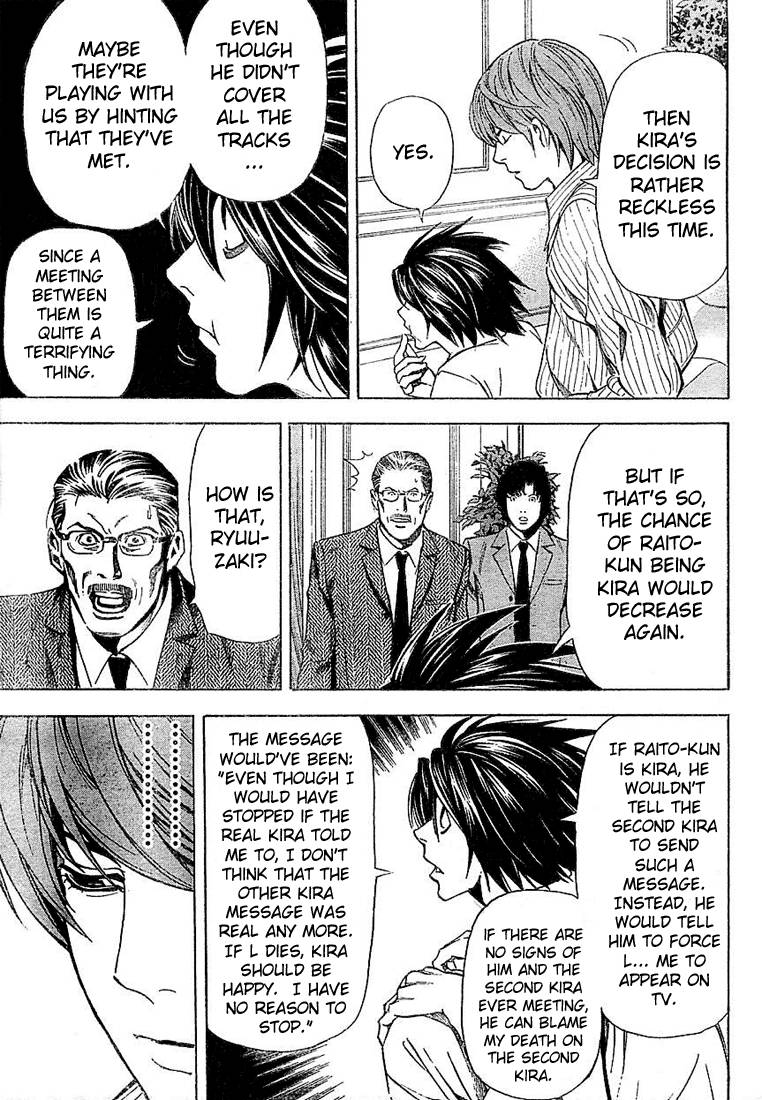 THEN
KIRA'S
DECISION IS
RATHER
RECKLESS
THIS TIME.
YES.
EVEN
THOUGH
HE DIDN'T
COVER
ALL THE
TRACKS
...
MAYBE
THEY'RE
PLAYING WITH
US BY HINTING
THAT THEY'VE
MET.
SINCE A
MEETING
BETWEEN
THEM IS
QUITE A
TERRIFYING
THING.
BUT IF
THAT'S SO,
THE CHANCE
OF RAITO-
KUN BEING
KIRA WOULD
DECREASE
AGAIN.
HOW IS
THAT,
RYUU-
ZAKI?
IF RAITO-KUN
IS KIRA, HE
WOULDN'T
TELL THE
SECOND KIRA
TO SEND
SUCH A
MESSAGE.
INSTEAD, HE
WOULD TELL
HIM TO FORCE
L... ME TO
APPEAR ON
TV.
IF THERE ARE
NO SIGNS OF
HIM AND THE
SECOND KIRA
EVER MEETING,
HE CAN BLAME
MY DEATH ON
THE SECOND
KIRA.
THE MESSAGE
WOULD'VE BEEN:
"EVEN THOUGH I
WOULD HAVE
STOPPED IF THE
REAL KIRA TOLD
ME TO, I DON'T
THINK THAT THE
OTHER KIRA
MESSAGE WAS
REAL ANY MORE.
IF L DIES, KIRA
SHOULD BE
HAPPY. I HAVE
NO REASON TO
STOP."